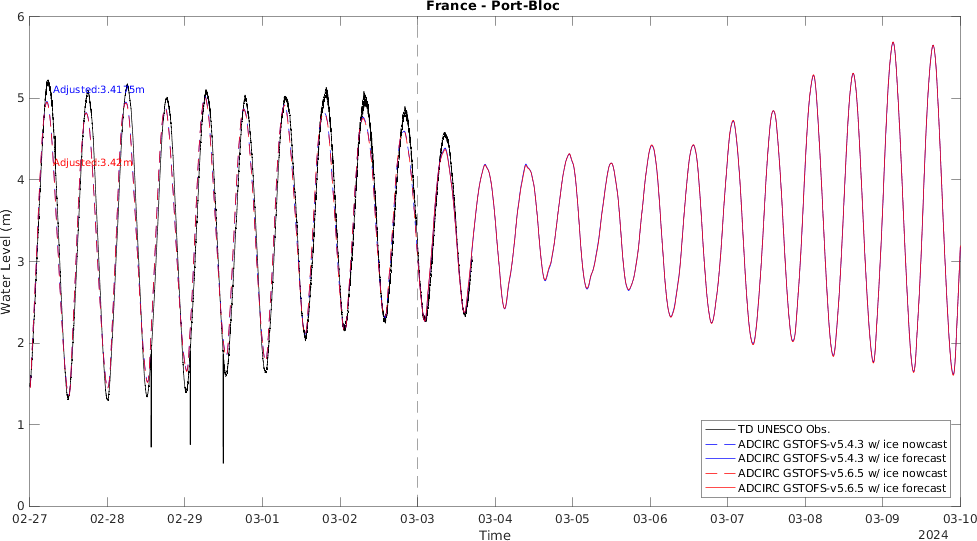 France - Port-Bloc
6
5
4
3
2
1
0
Water Level (m)
Adjusted:3.4175m
Adjusted:3.42m
TD UNESCO Obs.
ADCIRC GSTOFS-v5.4.3 w/ ice nowcast
ADCIRC GSTOFS-v5.4.3 w/ ice forecast
ADCIRC GSTOFS-v5.6.5 w/ ice nowcast
ADCIRC GSTOFS-v5.6.5 w/ ice forecast
02-27 02-28 02-29 03-01 03-02 03-03 03-04 03-05 03-06 03-07 03-08 03-09 03-10
Time
2024